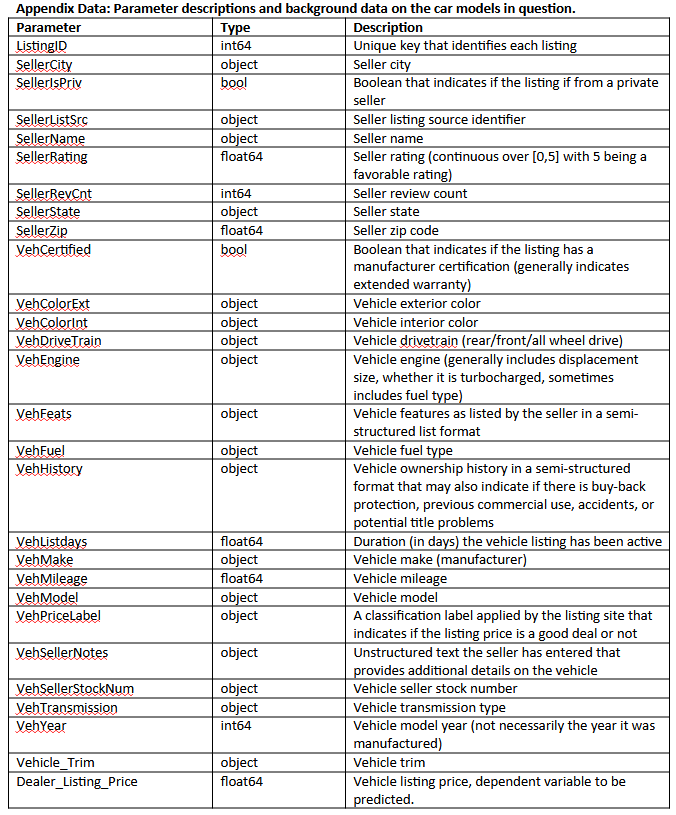 Appendix Data: Parameter descriptions and background data on the car models in question.
Parameter Type Description
ListingID int64 Unique key that identifies each listing
SellerCity object Seller city
SellerIsPriv bool Boolean that indicates if the listing if from a private
seller
SellerListSrc object Seller listing source identifier
SellerName object Seller name
SellerRating float64 Seller rating (continuous over [0,5] with 5 being a
favorable rating)
SellerRevCnt int64 Seller review count
SellerState object Seller state
SellerZip float64 Seller zip code
VehCertified bool Boolean that indicates if the listing has a
manufacturer certification (generally indicates
extended warranty)
VehColorExt object Vehicle exterior color
VehColorInt object Vehicle interior color
VehDriveTrain object Vehicle drivetrain (rear/front/all wheel drive)
VehEngine object Vehicle engine (generally includes displacement
size, whether it is turbocharged, sometimes
includes fuel type)
VehFeats object Vehicle features as listed by the seller in a semi-
structured list format
VehFuel object Vehicle fuel type
VehHistory object Vehicle ownership history in a semi-structured
format that may also indicate if there is buy-back
protection, previous commercial use, accidents, or
potential title problems
VehListdays float64 Duration (in days) the vehicle listing has been active
VehMake object Vehicle make (manufacturer)
VehMileage float64 Vehicle mileage
VehModel object Vehicle model
VehPriceLabel object A classification label applied by the listing site that
indicates if the listing price is a good deal or not
VehSellerNotes object Unstructured text the seller has entered that
provides additional details on the vehicle
VehSellerStockNum object Vehicle seller stock number
VehTransmission object Vehicle transmission type
VehYear int64 Vehicle model year (not necessarily the year it was
manufactured)
Vehicle_Trim object Vehicle trim
Dealer_Listing_Price float64 Vehicle listing price, dependent variable to be
predicted.